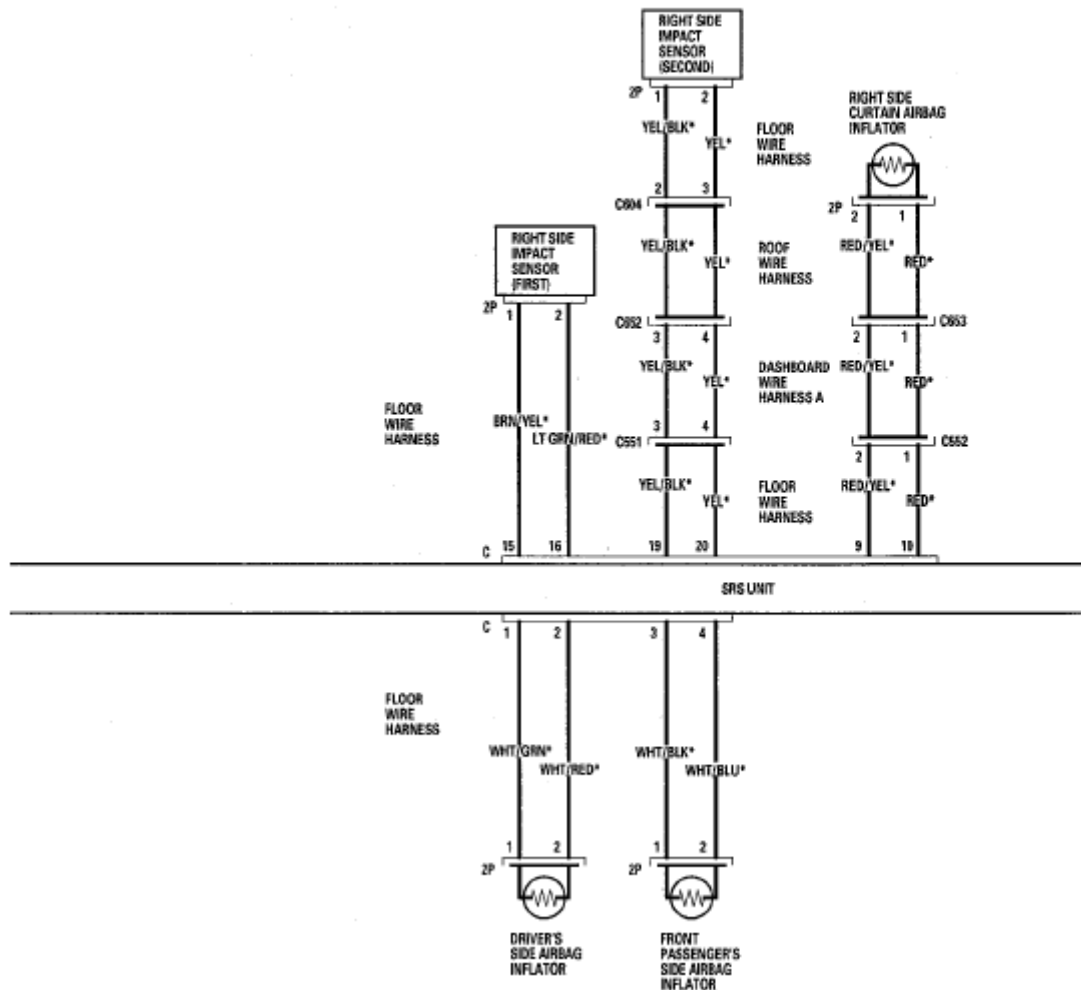 RIGHT SIDE
IMPACT
SENSOR
(SECOND)
2P 1 2
YEL/BLK* YEL*
FLOOR
WIRE
HARNESS
RIGHT SIDE
CURTAIN AIRBAG
INFLATOR
C604 2 3
2P 2 1
RIGHT SIDE
IMPACT
SENSOR
(FIRST)
2P 1 2
YEL/BLK* YEL*
ROOF
WIRE
HARNESS
RED/YEL* RED*
C652 3 4
2 1 C653
YEL/BLK* YEL*
DASHBOARD
WIRE
HARNESS A
RED/YEL* RED*
FLOOR
WIRE
HARNESS
BRN/YEL* LT GRN/RED*
C551 3 4
C552
2 1
YEL/BLK* YEL*
FLOOR
WIRE
HARNESS
RED/YEL* RED*
C 15 16 19 20 9 10
SRS UNIT
C 1 2 3 4
FLOOR
WIRE
HARNESS
WHT/GRN* WHT/RED* WHT/BLK* WHT/BLU*
1 2 1 2
2P 2P
DRIVER'S
SIDE AIRBAG
INFLATOR
FRONT
PASSENGER'S
SIDE AIRBAG
INFLATOR